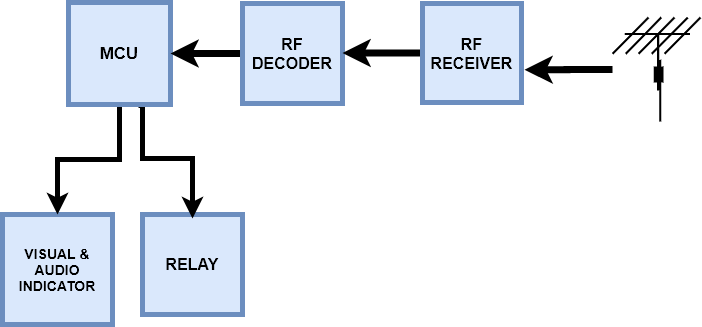 MCU
RF
DECODER
RF
RECEIVER
VISUAL &
AUDIO
INDICATOR
RELAY